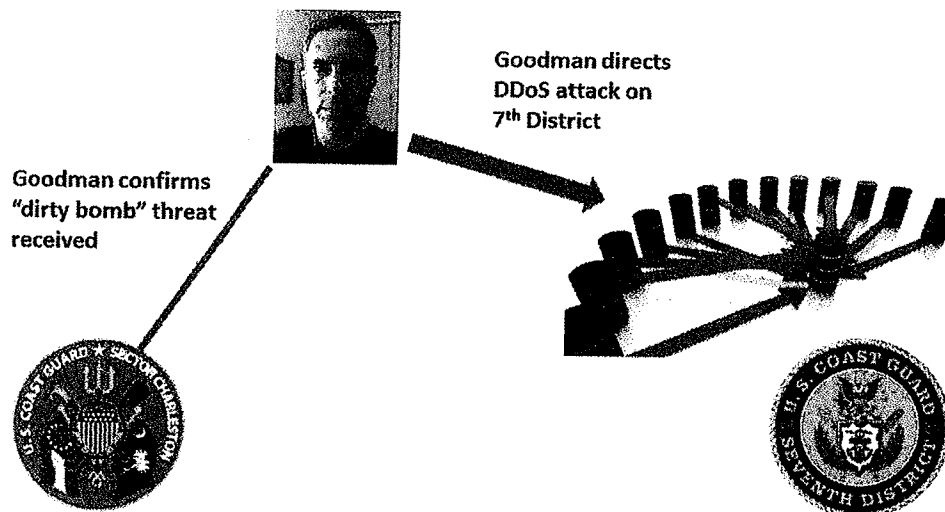 Goodman directs
DDoS attack on
7th District
Goodman confirms
"dirty bomb" threat
received
U.S. COAST GUARD ★ SECTOR CHARLESTON
U. S. COAST GUARD
SEVENTH DISTRICT